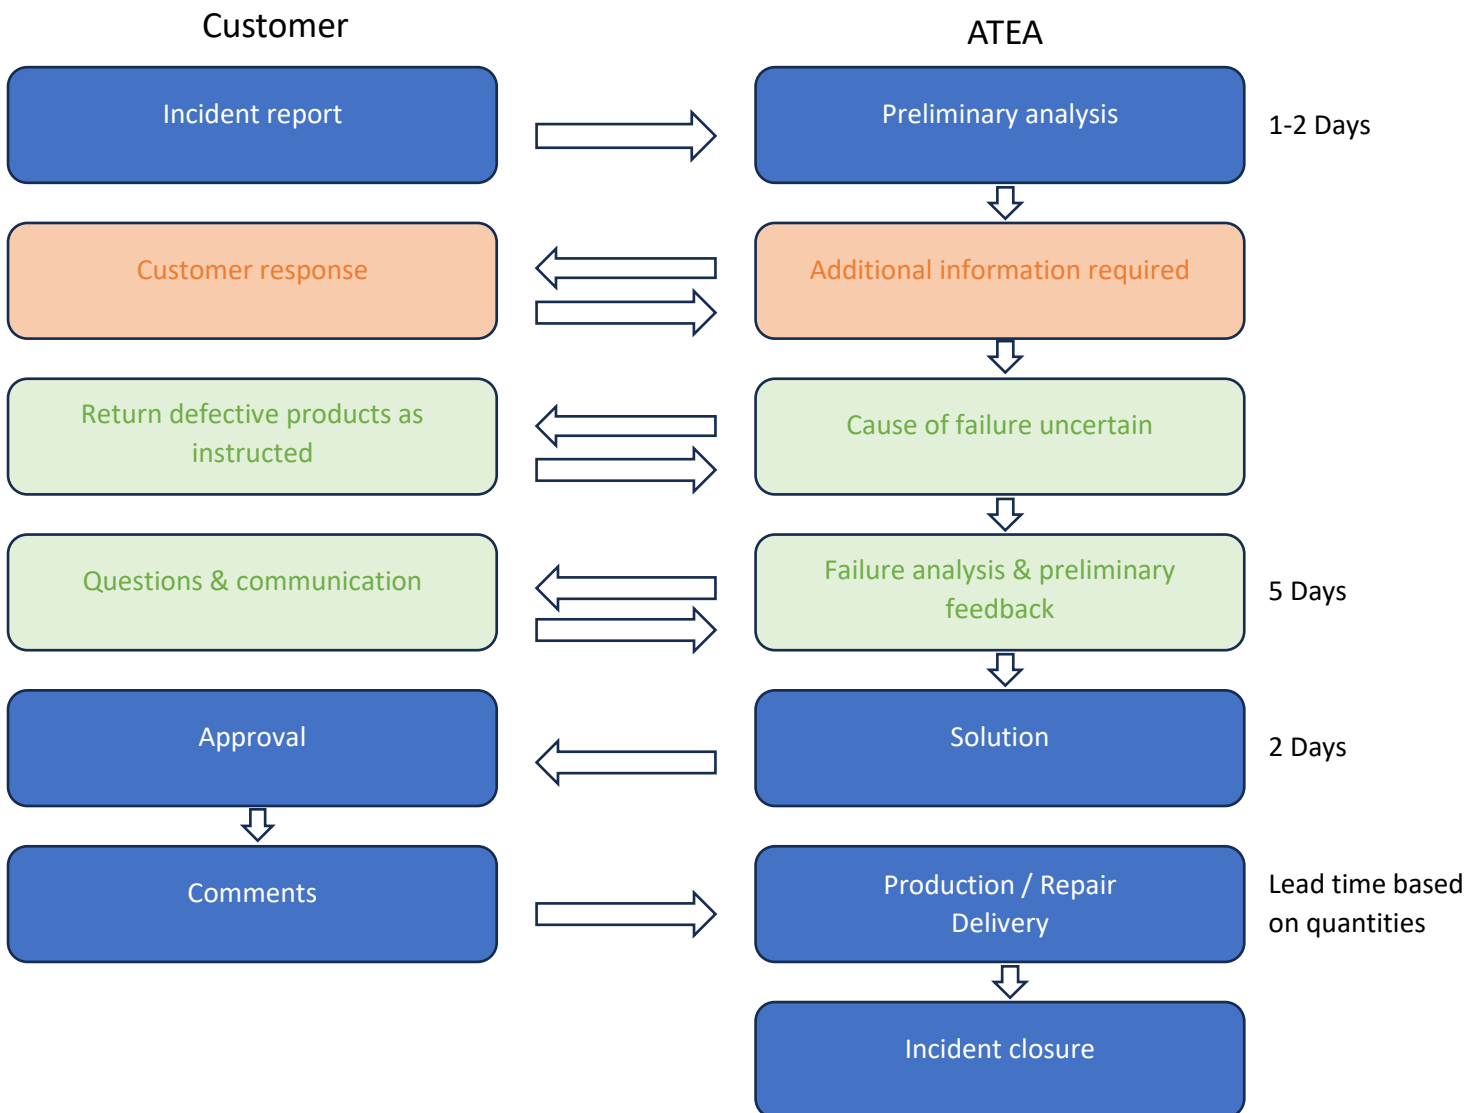 Customer
ATEA
Incident report
Preliminary analysis
1-2 Days
Customer response
Additional information required
Return defective products as
instructed
Cause of failure uncertain
Questions & communication
Failure analysis & preliminary
feedback
5 Days
Approval
Solution
2 Days
Comments
Production / Repair
Delivery
Lead time based
on quantities
Incident closure